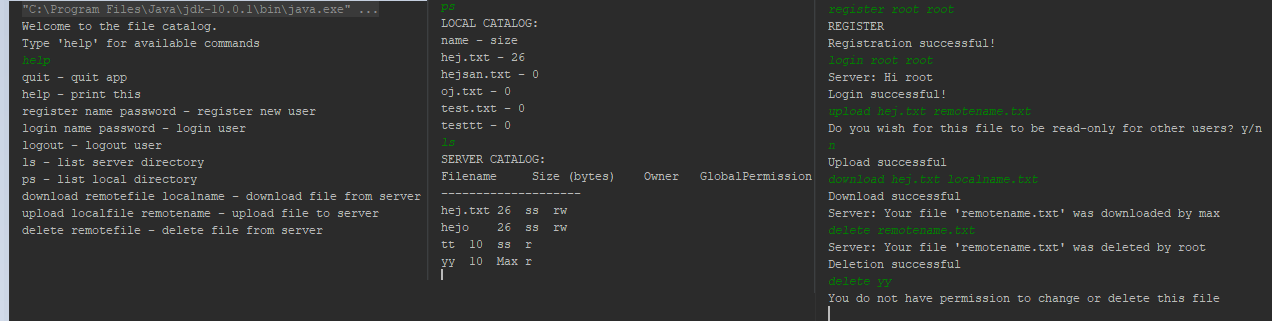 "C:\Program Files\Java\jdk-10.0.1\bin\java.exe" ...
Welcome to the file catalog.
Type 'help' for available commands
help
quit - quit app
help - print this
register name password - register new user
login name password - login user
logout - logout user
ls - list server directory
ps - list local directory
download remotefile localname - download file from server
upload localfile remotename - upload file to server
delete remotefile - delete file from server
ps
LOCAL CATALOG:
name - size
hej.txt - 26
hejsan.txt - 0
oj.txt - 0
test.txt - 0
testtt - 0
ls
SERVER CATALOG:
Filename    Size (bytes)    Owner   GlobalPermission
--------------------
hej.txt 26  ss  rw
hejo    26  ss  rw
tt  10  ss  r
yy  10  Max r
register root root
REGISTER
Registration successful!
login root root
Server: Hi root
Login successful!
upload hej.txt remotename.txt
Do you wish for this file to be read-only for other users? y/n
n
Upload successful
download hej.txt localname.txt
Download successful
Server: Your file 'remotename.txt' was downloaded by max
delete remotename.txt
Server: Your file 'remotename.txt' was deleted by root
Deletion successful
delete yy
You do not have permission to change or delete this file